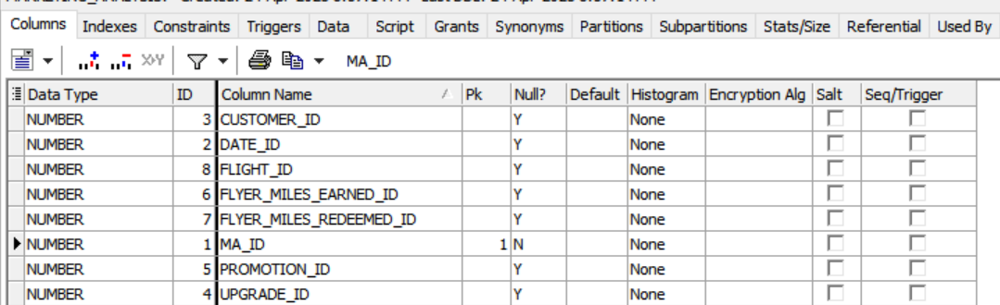 Columns Indexes Constraints Triggers Data Script Grants Synonyms Partitions Subpartitions Stats/Size Referential Used By
MA_ID
Data Type ID Column Name Pk Null? Default Histogram Encryption Alg Salt Seq/Trigger
NUMBER 3 CUSTOMER_ID Y None
NUMBER 2 DATE_ID Y None
NUMBER 8 FLIGHT_ID Y None
NUMBER 6 FLYER_MILES_EARNED_ID Y None
NUMBER 7 FLYER_MILES_REDEEMED_ID Y None
NUMBER 1 MA_ID 1 N None
NUMBER 5 PROMOTION_ID Y None
NUMBER 4 UPGRADE_ID Y None